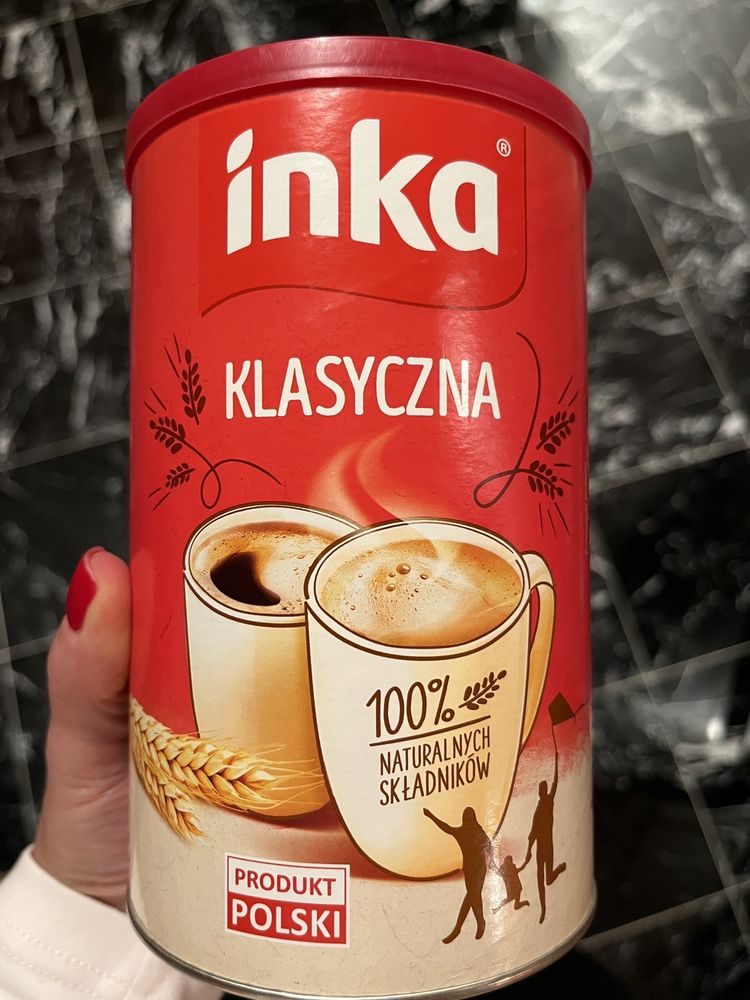 inka®
KLASYCZNA
100%
NATURALNYCH
SKŁADNIKÓW
PRODUKT
POLSKI